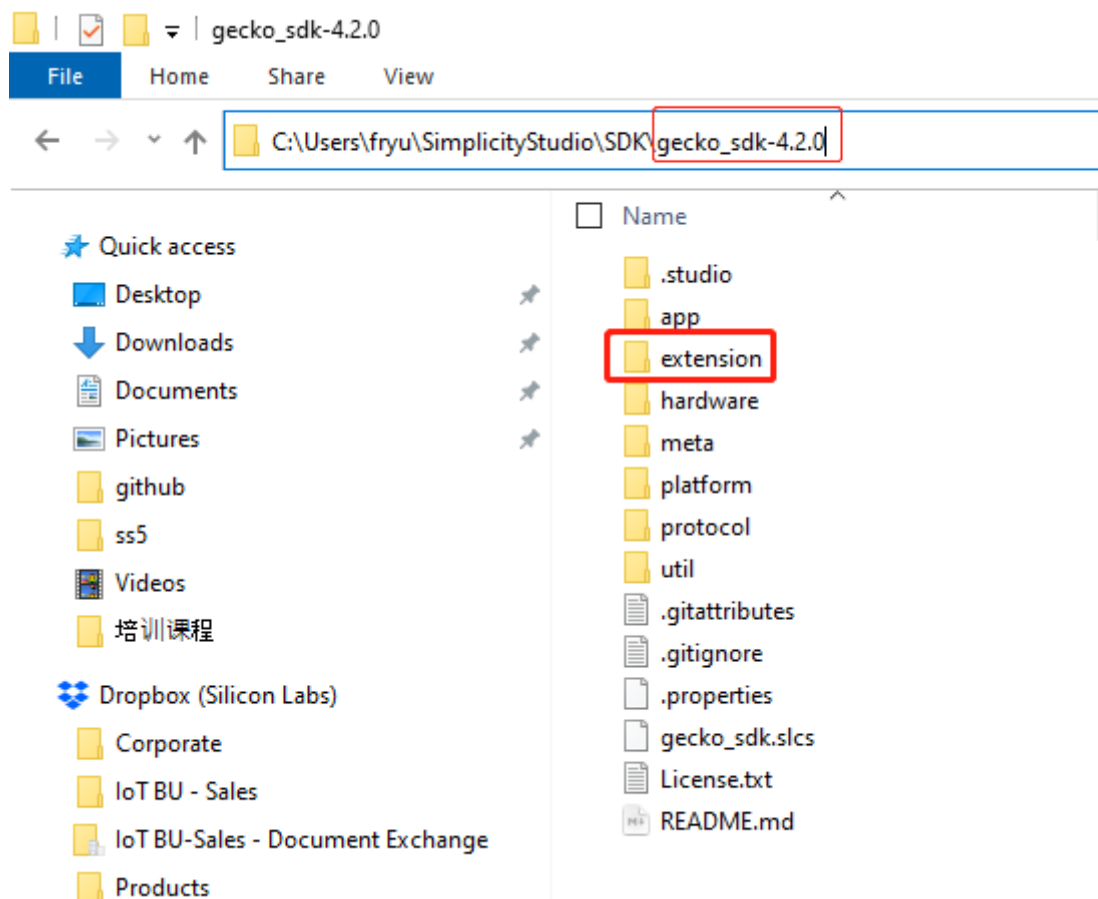 gecko_sdk-4.2.0
File Home Share View
C:\Users\fryu\SimplicityStudio\SDK\gecko_sdk-4.2.0
Quick access
Desktop
Downloads
Documents
Pictures
github
ss5
Videos
培训课程
Dropbox (Silicon Labs)
Corporate
IoT BU - Sales
IoT BU-Sales - Document Exchange
Products
Name
.studio
app
extension
hardware
meta
platform
protocol
util
.gitattributes
.gitignore
.properties
gecko_sdk.slcs
License.txt
README.md